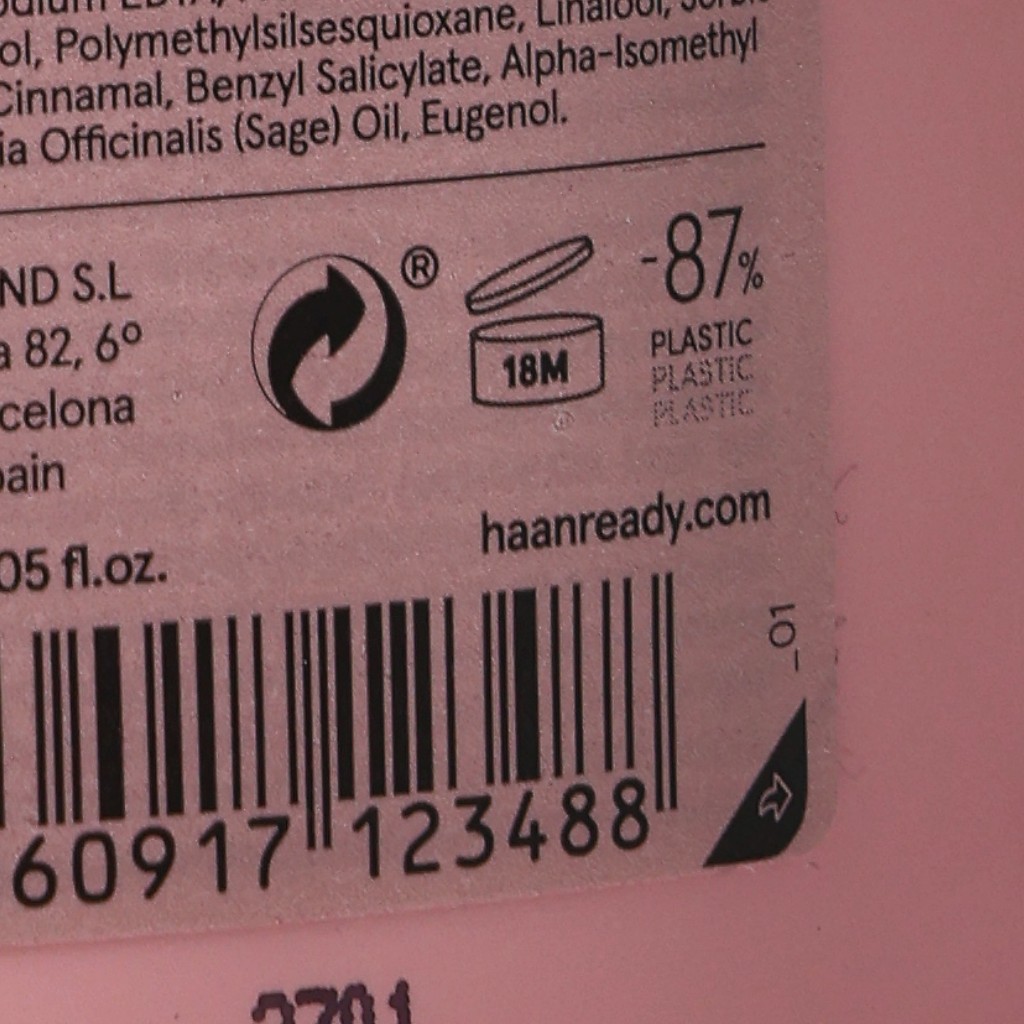 ol, Polymethylsilsesquioxane, Linalool,
Cinnamal, Benzyl Salicylate, Alpha-Isomethyl
ia Officinalis (Sage) Oil, Eugenol.
ND S.L
a 82, 6º
celona
pain
®
18M
-87%
PLASTIC
PLASTIC
PLASTIC
haanready.com
05 fl.oz.
_01
60917 123488